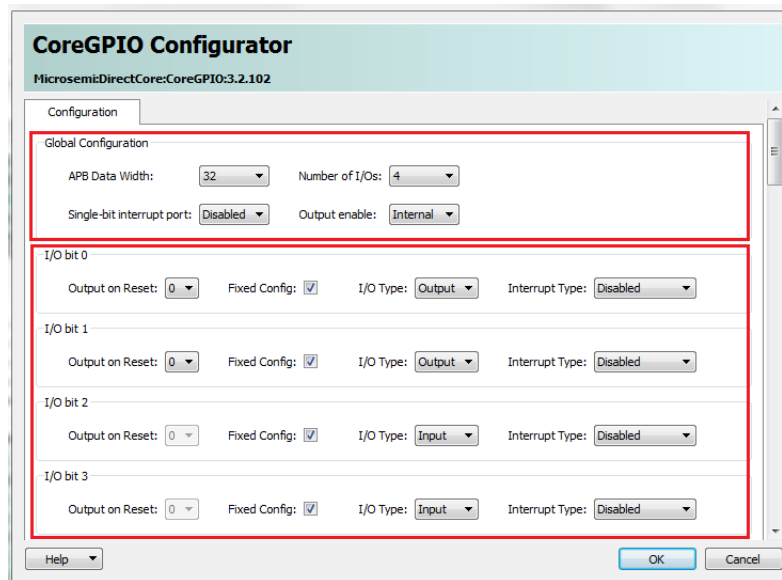 CoreGPIO Configurator
Microsemi:DirectCore:CoreGPIO:3.2.102
Configuration
Global Configuration
APB Data Width: 32 Number of I/Os: 4
Single-bit interrupt port: Disabled Output enable: Internal
I/O bit 0
Output on Reset: 0 Fixed Config: I/O Type: Output Interrupt Type: Disabled
I/O bit 1
Output on Reset: 0 Fixed Config: I/O Type: Output Interrupt Type: Disabled
I/O bit 2
Output on Reset: 0 Fixed Config: I/O Type: Input Interrupt Type: Disabled
I/O bit 3
Output on Reset: 0 Fixed Config: I/O Type: Input Interrupt Type: Disabled
Help OK Cancel